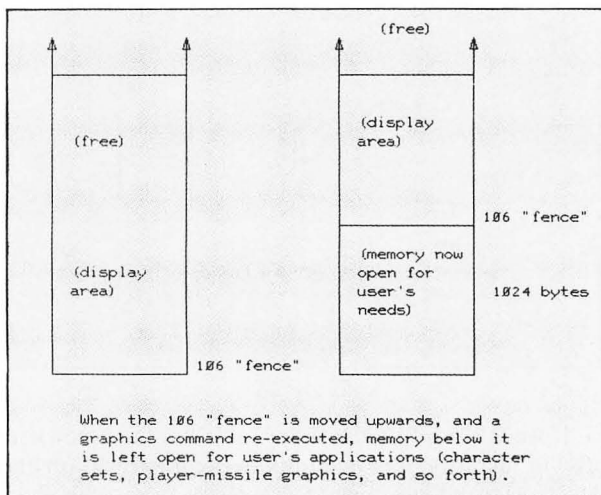 (free)
(display
area)
106 "fence"
(free)
(display
area)
106 "fence"
(memory now
open for
user's
needs)
1024 bytes
When the 106 "fence" is moved upwards, and a
graphics command re-executed, memory below it
is left open for user's applications (character
sets, player-missile graphics, and so forth).